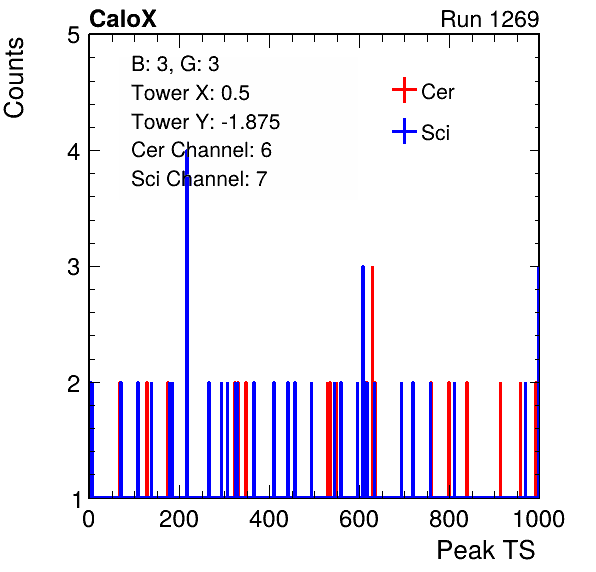 CaloX Run 1269
Counts
5
4
3
2
1
B: 3, G: 3
Tower X: 0.5
Tower Y: -1.875
Cer Channel: 6
Sci Channel: 7
Cer
Sci
0 200 400 600 800 1000
Peak TS